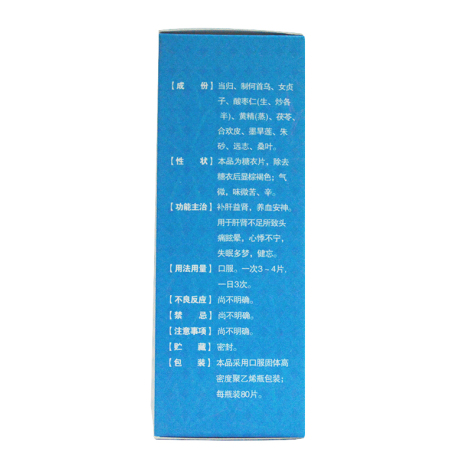 【成　　份】当归、制何首乌、女贞
子、酸枣仁(生、炒各
半)、黄精(蒸)、茯苓、
合欢皮、墨旱莲、朱
砂、远志、桑叶。
【性　　状】本品为糖衣片，除去
糖衣后显棕褐色；气
微，味微苦、辛。
【功能主治】补肝益肾，养血安神。
用于肝肾不足所致头
痛眩晕，心悸不宁，
失眠多梦，健忘。
【用法用量】口服。一次3－4片，
一日3次。
【不良反应】尚不明确。
【禁　　忌】尚不明确。
【注意事项】尚不明确。
【贮　　藏】密封。
【包　　装】本品采用口服固体高
密度聚乙烯瓶包装；
每瓶装80片。